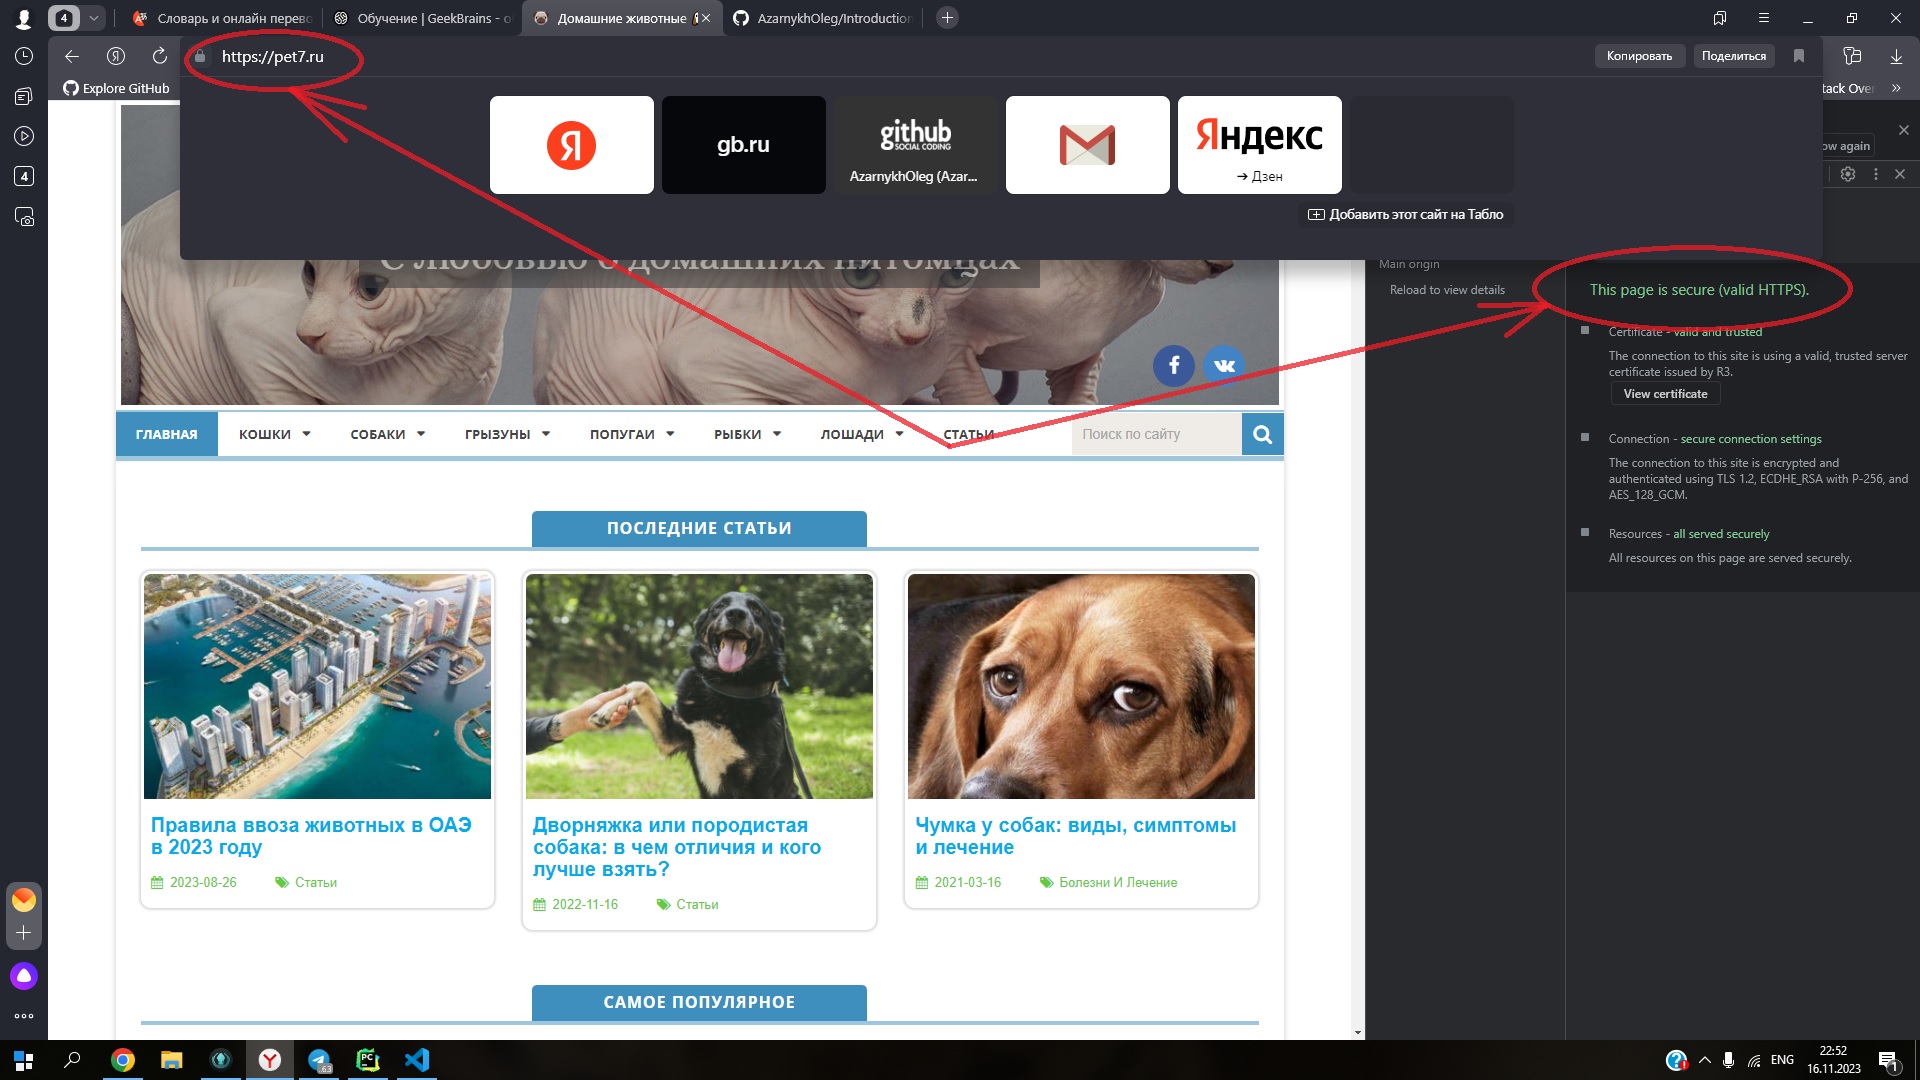 4
Словарь и онлайн перево
Обучение | GeekBrains - о
Домашние животные
AzarnykhOleg/Introduction
https://pet7.ru
Копировать
Поделиться
Explore GitHub
tack Over
gb.ru
github
SOCIAL CODING
AzarnykhOleg (Azar...
Я
Яндекс
➔ Дзен
Добавить этот сайт на Табло
ow again
4
С любовью о домашних питомцах
Main origin
Reload to view details
This page is secure (valid HTTPS).
Certificate - valid and trusted
The connection to this site is using a valid, trusted server
certificate issued by R3.
View certificate
Connection - secure connection settings
The connection to this site is encrypted and
authenticated using TLS 1.2, ECDHE_RSA with P-256, and
AES_128_GCM.
Resources - all served securely
All resources on this page are served securely.
ГЛАВНАЯ
КОШКИ
СОБАКИ
ГРЫЗУНЫ
ПОПУГАИ
РЫБКИ
ЛОШАДИ
СТАТЬИ
Поиск по сайту
ПОСЛЕДНИЕ СТАТЬИ
Правила ввоза животных в ОАЭ
в 2023 году
2023-08-26
Статьи
Дворняжка или породистая
собака: в чем отличия и кого
лучше взять?
2022-11-16
Статьи
Чумка у собак: виды, симптомы
и лечение
2021-03-16
Болезни И Лечение
САМОЕ ПОПУЛЯРНОЕ
63
ENG
22:52
16.11.2023
1